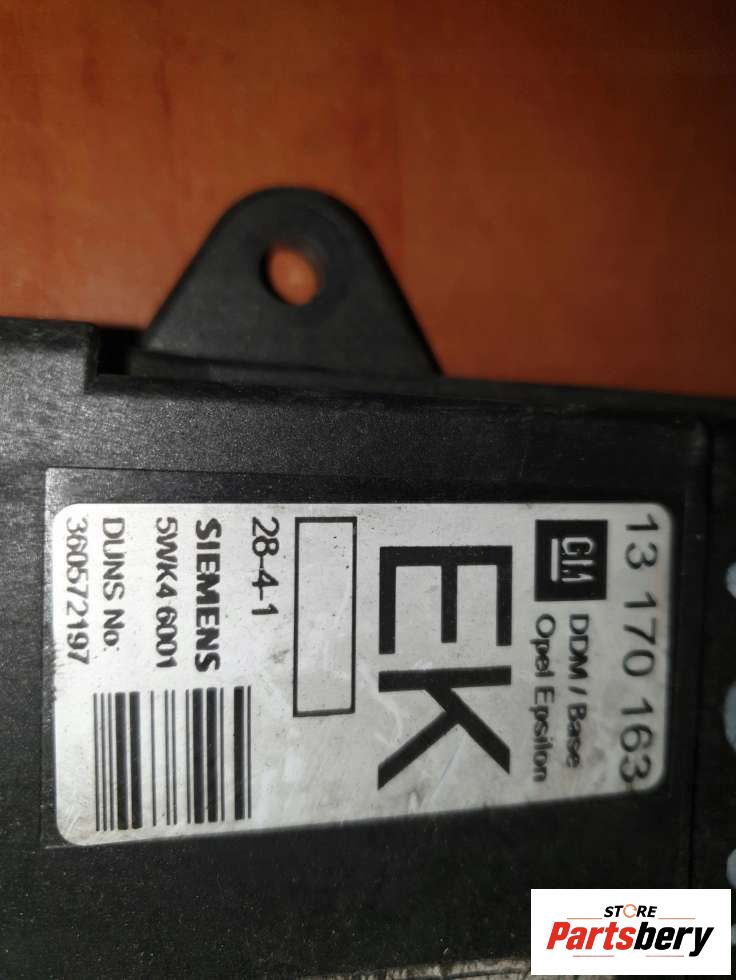 13 170 163
GM
DDM / Base
Opel Epsilon
EK
28-4-1
SIEMENS
5WK4 6001
DUNS No.
360572197
STORE
Partsbery